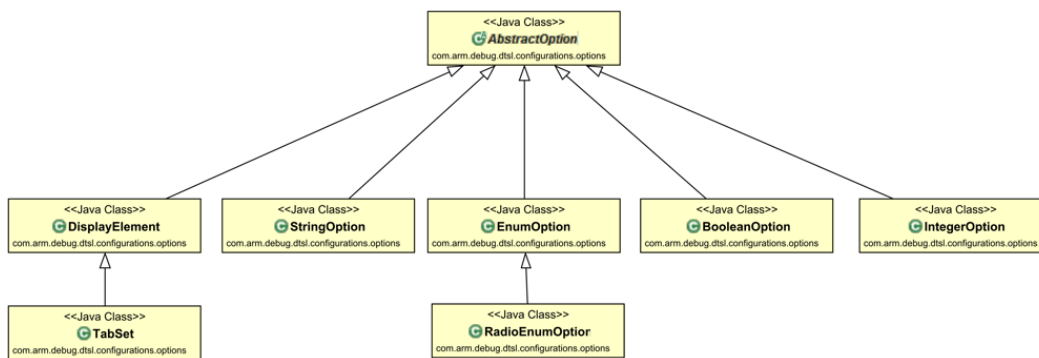 <<Java Class>>
AbstractOption
com.arm.debug.dtsl.configurations.options
<<Java Class>>
DisplayElement
com.arm.debug.dtsl.configurations.options
<<Java Class>>
StringOption
com.arm.debug.dtsl.configurations.options
<<Java Class>>
EnumOption
com.arm.debug.dtsl.configurations.options
<<Java Class>>
BooleanOption
com.arm.debug.dtsl.configurations.options
<<Java Class>>
IntegerOption
com.arm.debug.dtsl.configurations.options
<<Java Class>>
TabSet
com.arm.debug.dtsl.configurations.options
<<Java Class>>
RadioEnumOption
com.arm.debug.dtsl.configurations.options